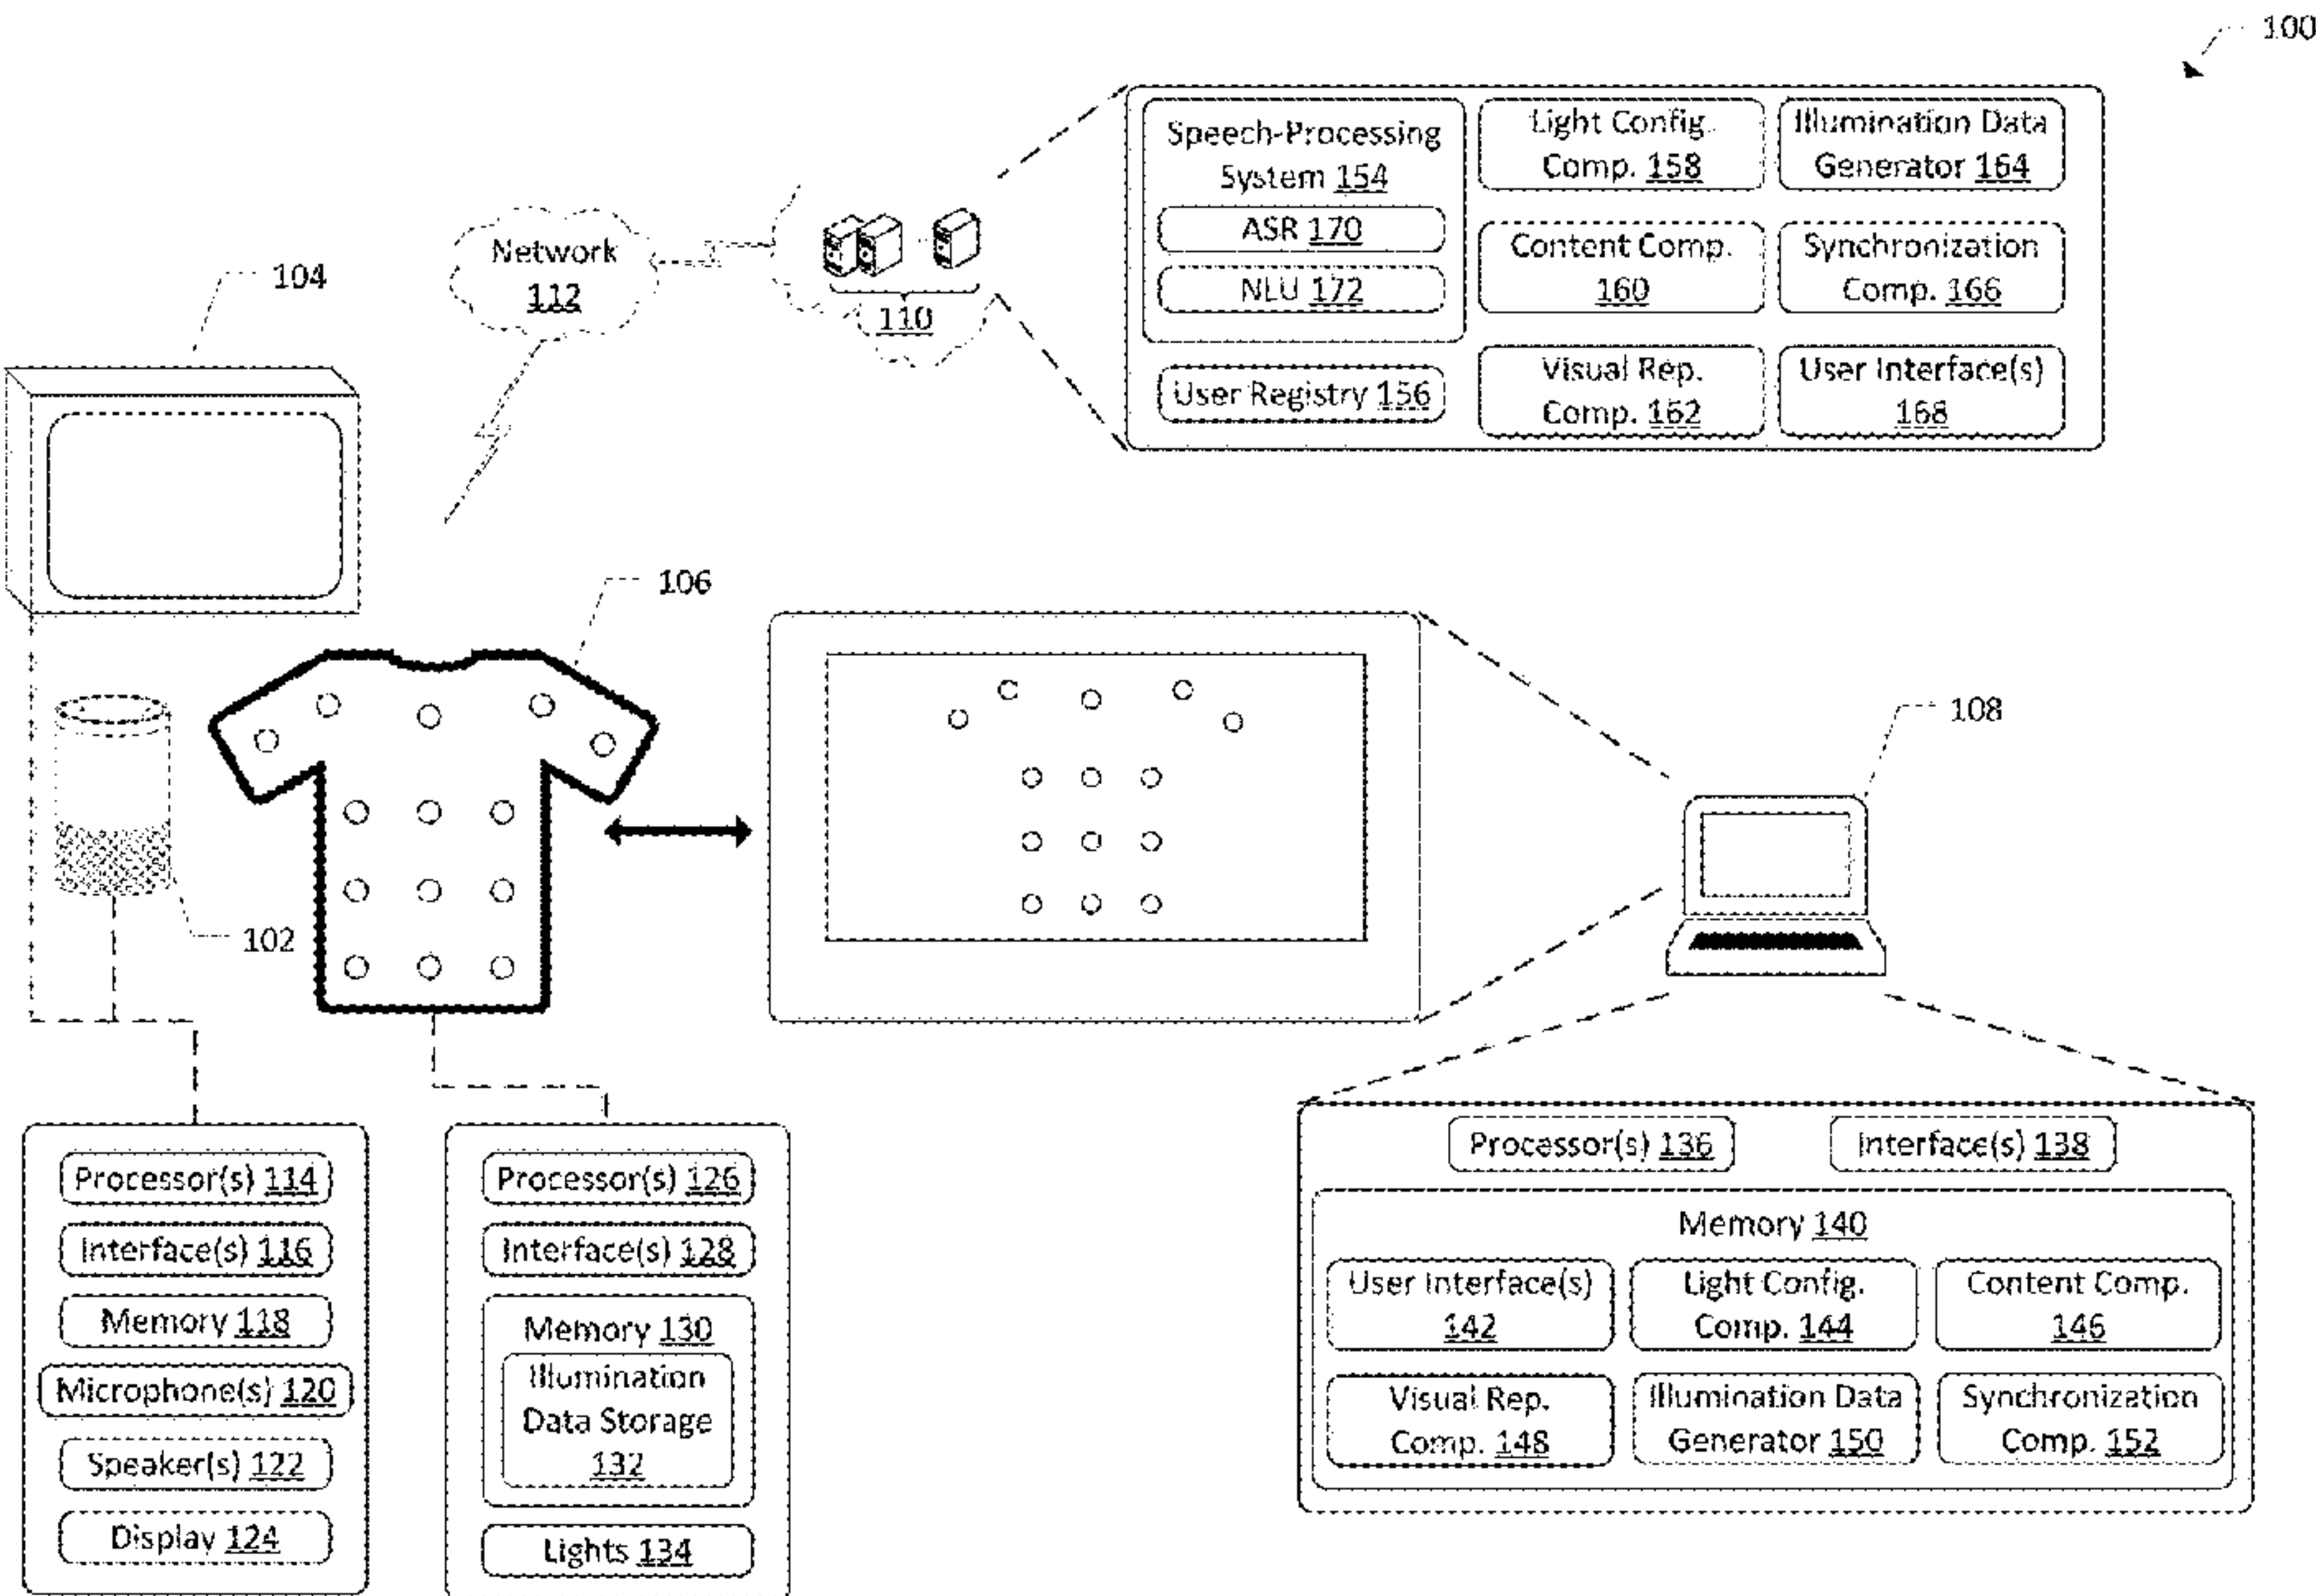 100
Speech-Processing
System 154
ASR 170
NLU 172
User Registry 156
Light Config.
Comp. 158
Illumination Data
Generator 164
Content Comp.
160
Synchronization
Comp. 166
Visual Rep.
Comp. 162
User Interface(s)
168
Network
112
110
104
106
102
108
Processor(s) 114
Interface(s) 116
Memory 118
Microphone(s) 120
Speaker(s) 122
Display 124
Processor(s) 126
Interface(s) 128
Memory 130
Illumination
Data Storage
132
Lights 134
Processor(s) 136
Interface(s) 138
Memory 140
User Interface(s)
142
Light Config.
Comp. 144
Content Comp.
146
Visual Rep.
Comp. 148
Illumination Data
Generator 150
Synchronization
Comp. 152